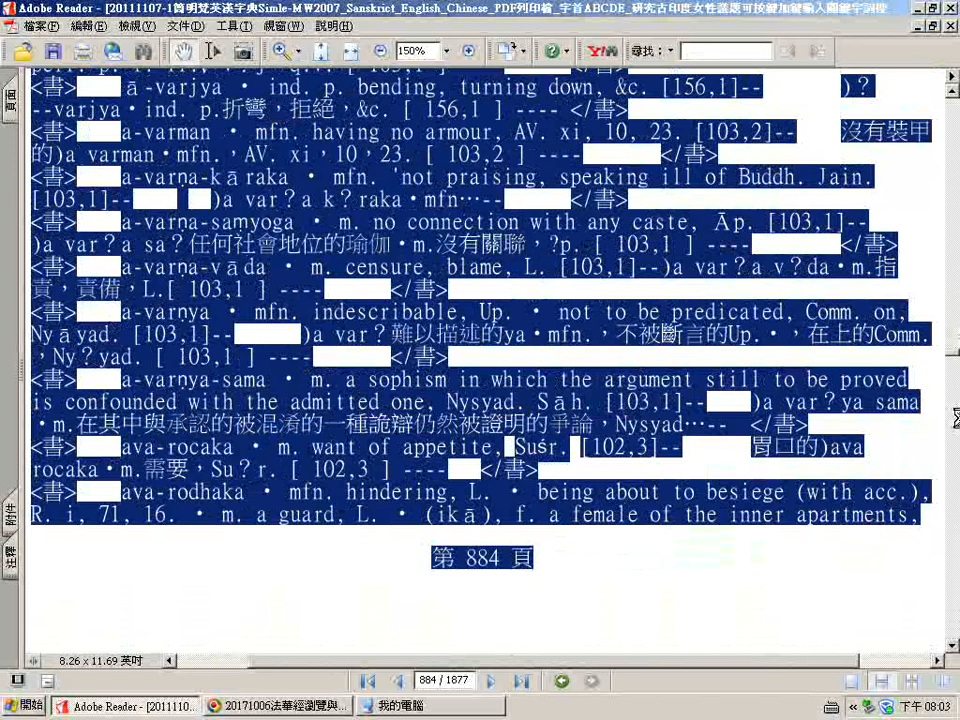 Adobe Reader - [20111107-1簡明梵英漢字典Simle-MW2007_Sanskrict_English_Chinese_PDF列印檔_字首ABCDE_研究古印度女性議題可按熱鍵輸入關鍵字詞搜
檔案(F) 編輯(E) 檢視(V) 文件(D) 工具(T) 視窗(W) 說明(H)
150% 尋找：
<書> ā-varjya · ind. p. bending, turning down, &c. [156,1]-- )?
--varjya·ind. p.折彎，拒絕，&c. [ 156,1 ] ---- </書>
<書> a-varman · mfn. having no armour, AV. xi, 10, 23. [103,2]-- 沒有裝甲
的)a varman·mfn.，AV. xi，10，23. [ 103,2 ] ---- </書>
<書> a-varṇa-kāraka · mfn. 'not praising, speaking ill of Buddh. Jain.
[103,1]-- )a var?a k?raka·mfn…-- </書>
<書> a-varṇa-saṃyoga · m. no connection with any caste, Āp. [103,1]--
)a var?a sa?任何社會地位的瑜伽·m.沒有關聯，?p. [ 103,1 ] ---- </書>
<書> a-varṇa-vāda · m. censure, blame, L. [103,1]--)a var?a v?da·m.指
責，責備，L.[ 103,1 ] ---- </書>
<書> a-varṇya · mfn. indescribable, Up. · not to be predicated, Comm. on,
Nyāyad. [103,1]-- )a var?難以描述的ya·mfn.，不被斷言的Up.·，在上的Comm.
，Ny?yad. [ 103,1 ] ---- </書>
<書> a-varṇya-sama · m. a sophism in which the argument still to be proved
is confounded with the admitted one, Nysyad. Sāh. [103,1]-- )a var?ya sama
·m.在其中與承認的被混淆的一種詭辯仍然被證明的爭論，Nysyad…-- </書>
<書> ava-rocaka · m. want of appetite, Suśr. [102,3]-- 胃口的)ava
rocaka·m.需要，Su?r. [ 102,3 ] ---- </書>
<書> ava-rodhaka · mfn. hindering, L. · being about to besiege (with acc.),
R. i, 71, 16. · m. a guard, L. · (ikā), f. a female of the inner apartments,
第 884 頁
頁面
附件
注釋
8.26 x 11.69 英吋
884 / 1877
開始 Adobe Reader - [2011110... 20171006法華經瀏覽與... 我的電腦 下午 08:03